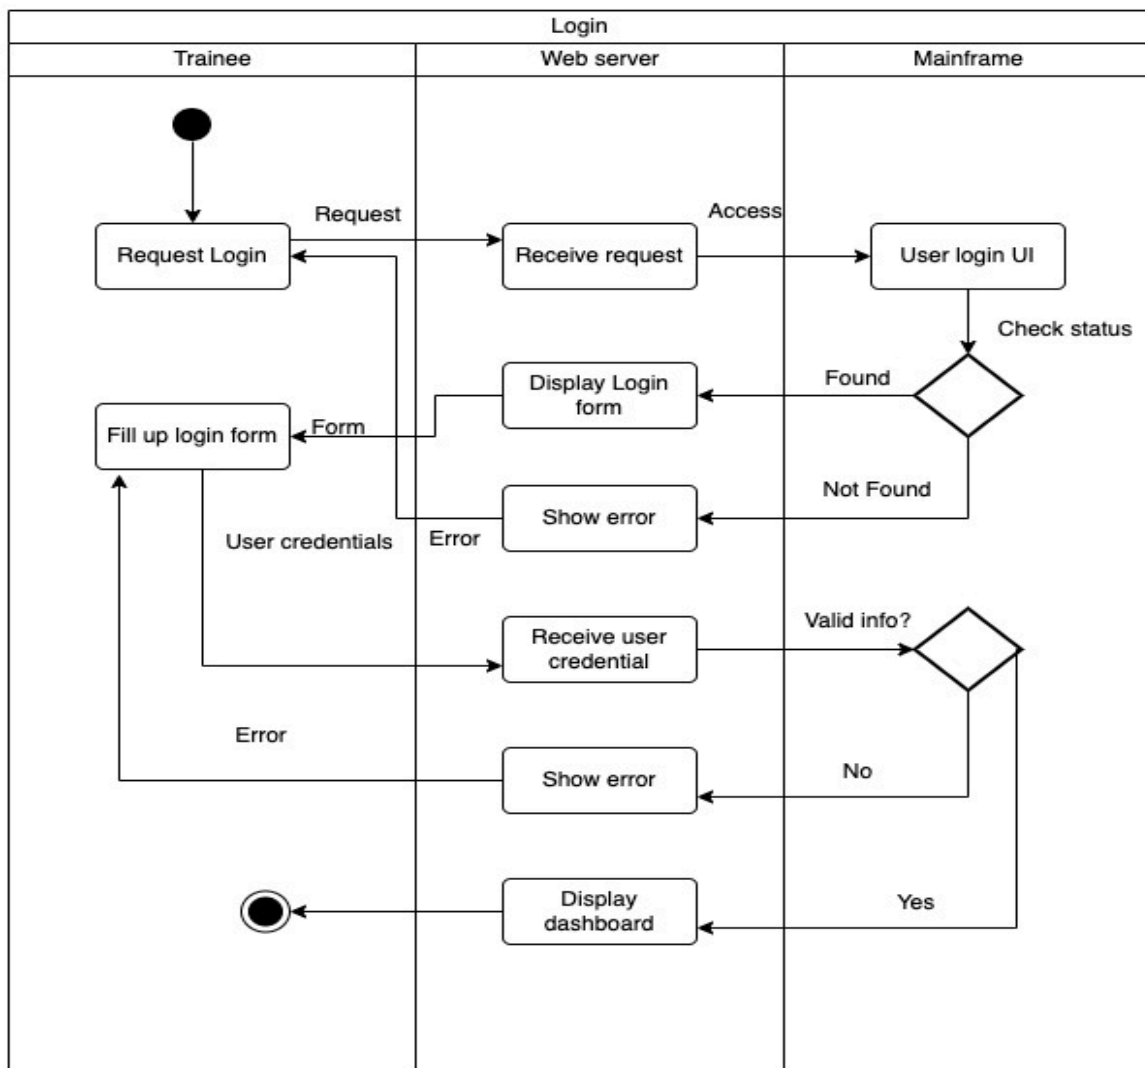 Login
Trainee
Web server
Mainframe
Request
Access
Request Login
Receive request
User login UI
Check status
Display Login
form
Found
Fill up login form
Form
Not Found
Show error
User credentials
Error
Valid info?
Receive user
credential
Error
Show error
No
Display
dashboard
Yes